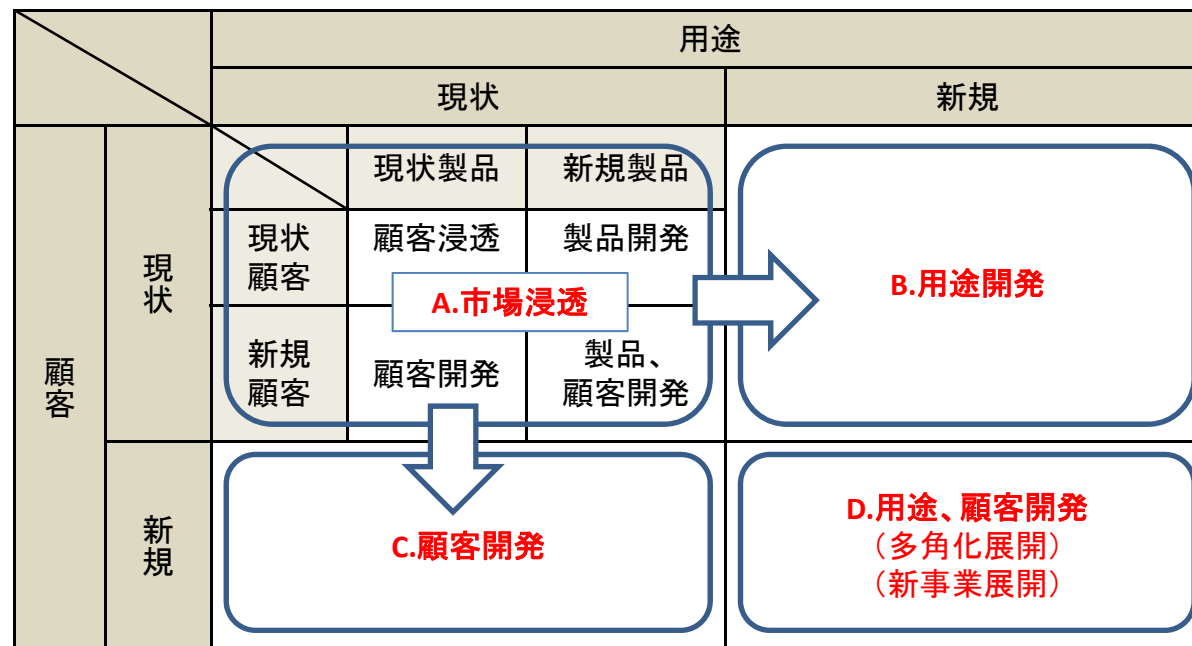 用途
現状
新規
現状製品
新規製品
顧客
現状
現状
顧客
顧客浸透
製品開発
A.市場浸透
B.用途開発
新規
顧客
顧客開発
製品、
顧客開発
新規
C.顧客開発
D.用途、顧客開発
（多角化展開）
（新事業展開）